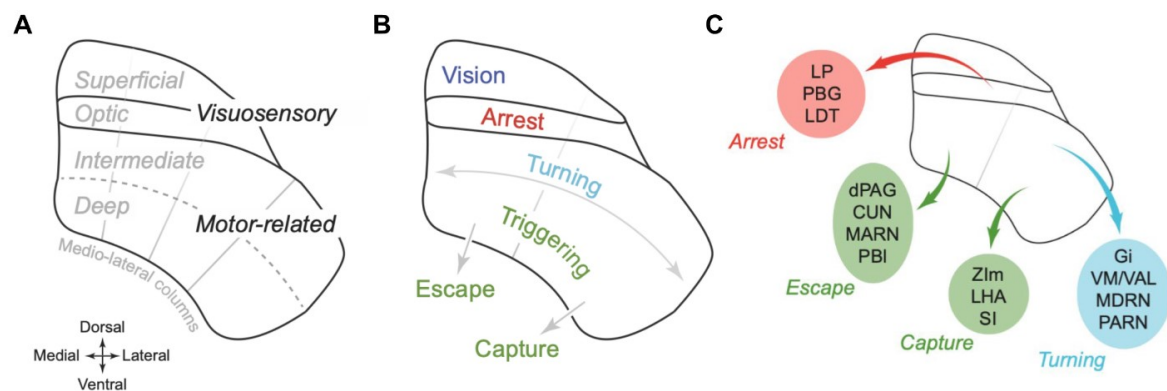 A
Superficial
Optic
Visuosensory
Intermediate
Deep
Motor-related
Medio-lateral columns
Dorsal
Medial
Lateral
Ventral
B
Vision
Arrest
Turning
Triggering
Escape
Capture
C
LP
PBG
LDT
Arrest
dPAG
CUN
MARN
PBl
Escape
ZIm
LHA
SI
Capture
Gi
VM/VAL
MDRN
PARN
Turning